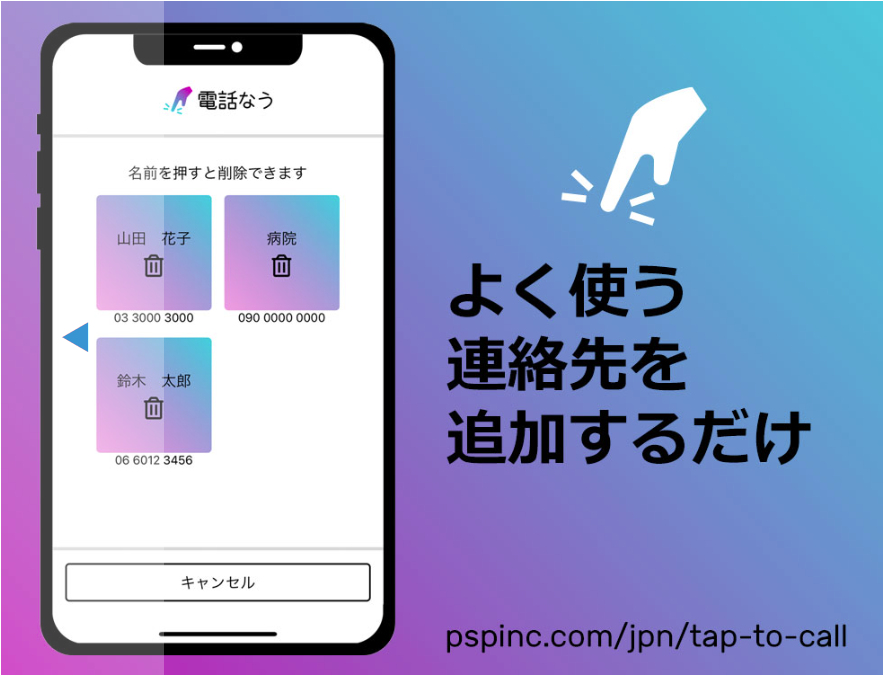 電話なう
名前を押すと削除できます
山田　花子
病院
03 3000 3000
090 0000 0000
鈴木　太郎
06 6012 3456
キャンセル
よく使う
連絡先を
追加するだけ
pspinc.com/jpn/tap-to-call